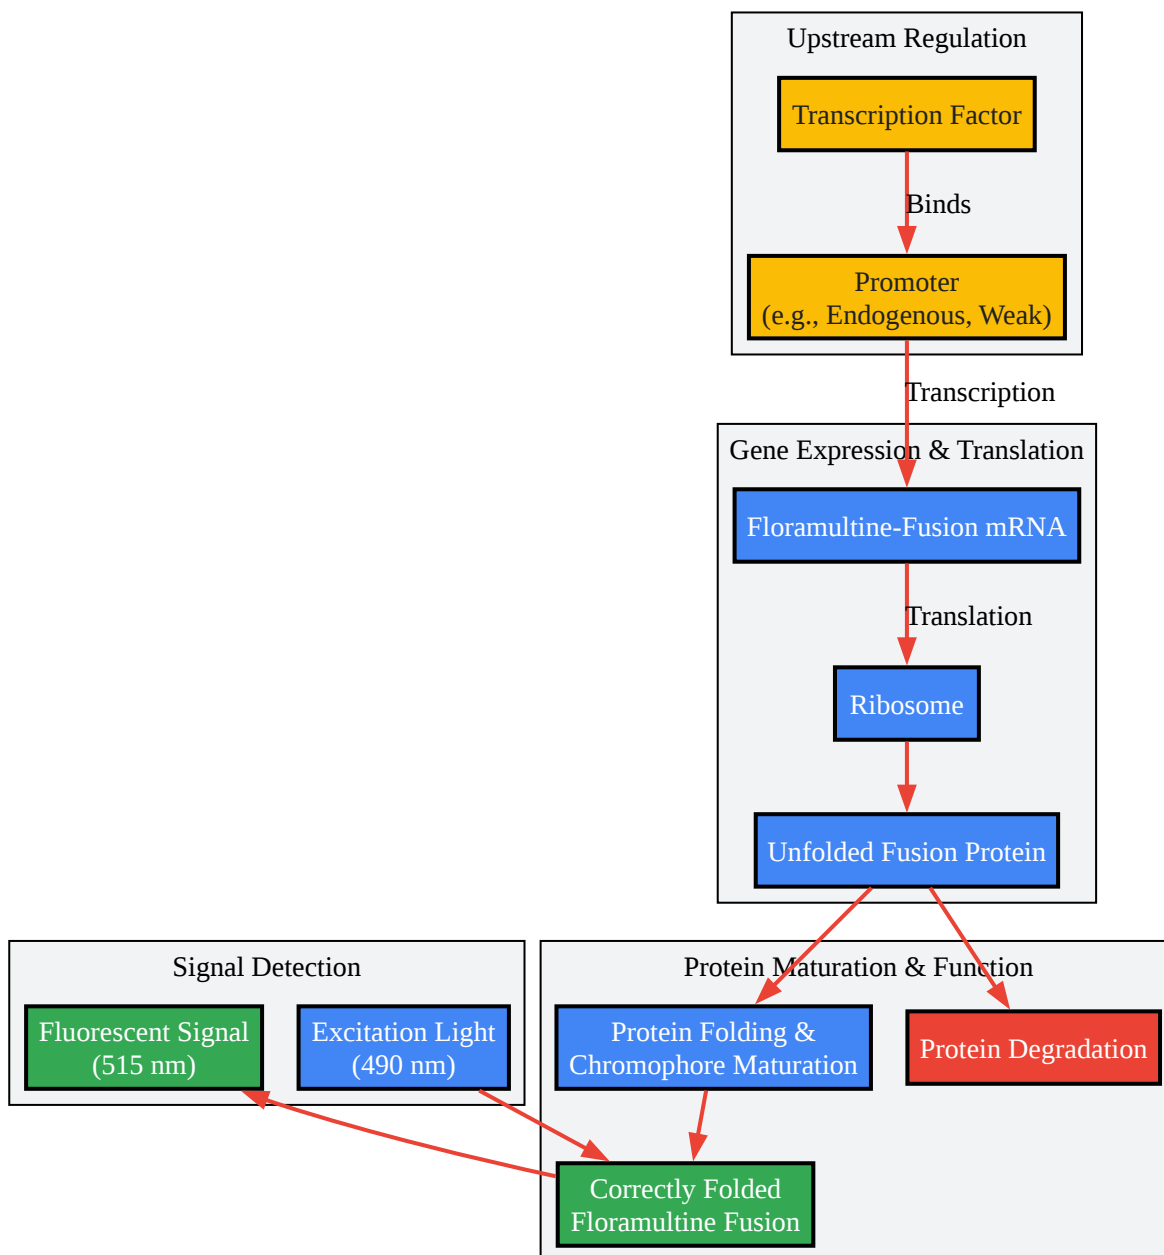 Upstream Regulation
Transcription Factor
Binds
Promoter
(e.g., Endogenous, Weak)
Transcription
Gene Expression & Translation
Floramultine-Fusion mRNA
Translation
Ribosome
Unfolded Fusion Protein
Signal Detection
Fluorescent Signal
(515 nm)
Excitation Light
(490 nm)
Protein Maturation & Function
Protein Folding &
Chromophore Maturation
Protein Degradation
Correctly Folded
Floramultine Fusion